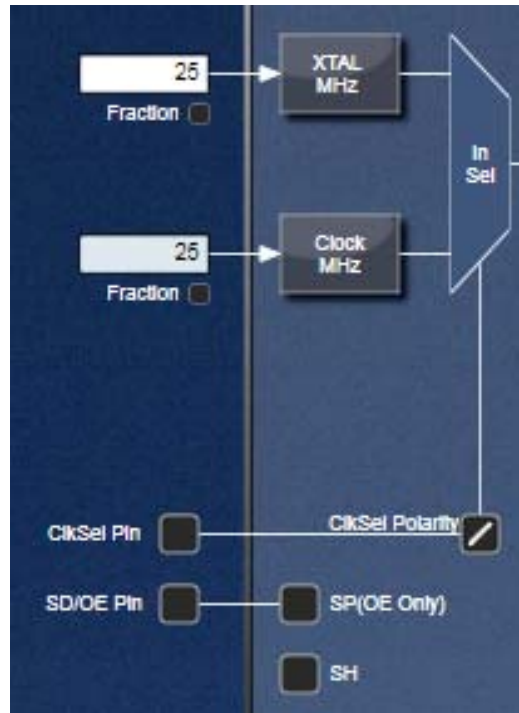 25
XTAL
MHz
Fraction
In
Sel
25
Clock
MHz
Fraction
ClkSel Pin
ClkSel Polarity
SD/OE Pin
SP(OE Only)
SH